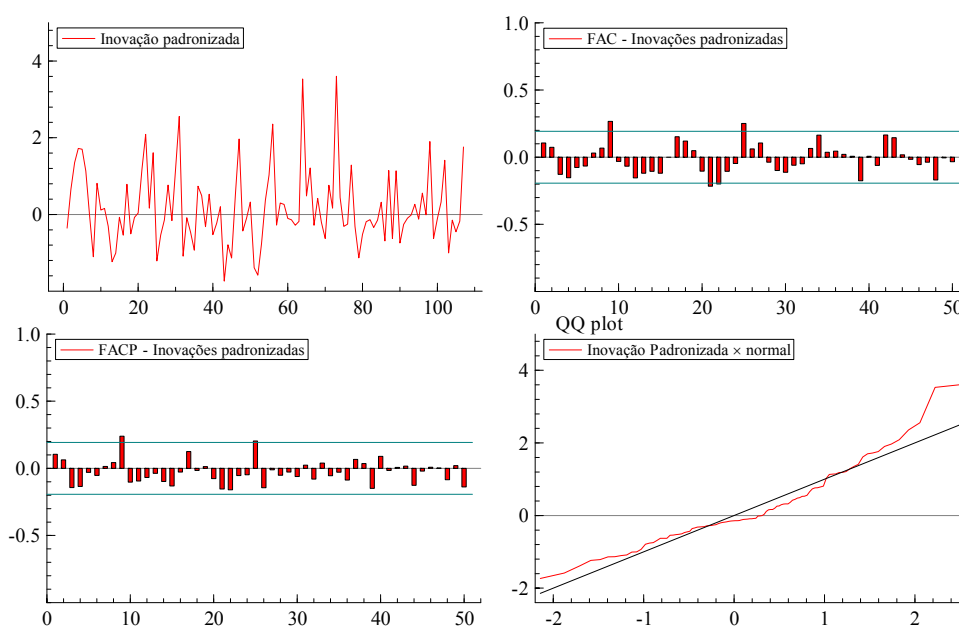 Inovação padronizada
4
2
0
0 20 40 60 80 100
FAC - Inovações padronizadas
1.0
0.5
0.0
-0.5
0 10 20 30 40 50
FACP - Inovações padronizadas
1.0
0.5
0.0
-0.5
0 10 20 30 40 50
QQ plot
Inovação Padronizada × normal
4
2
0
-2
-2 -1 0 1 2